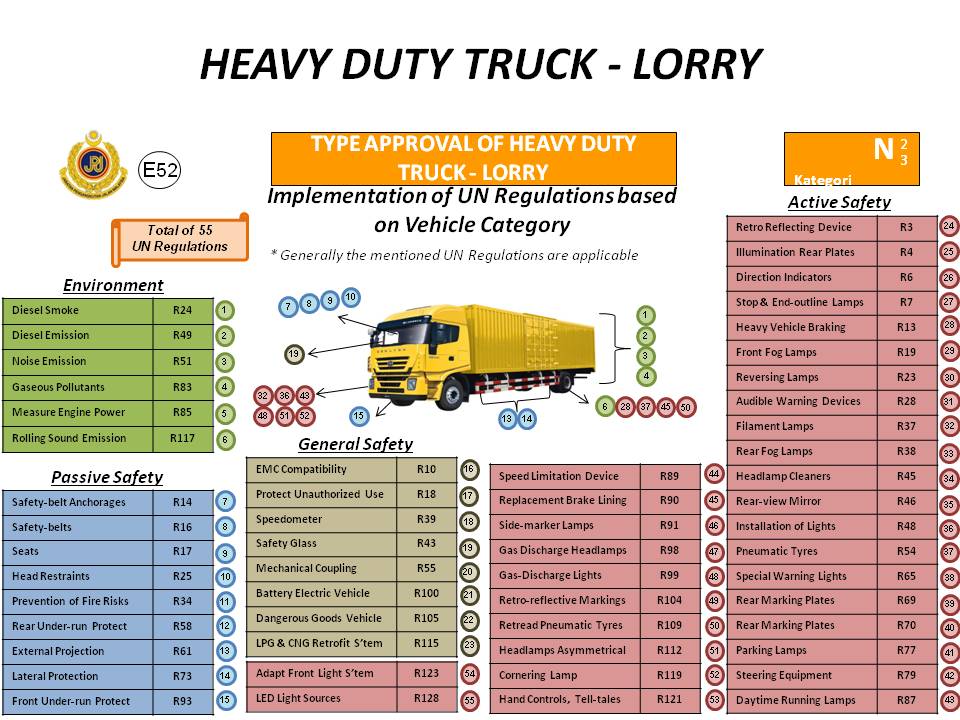 HEAVY DUTY TRUCK - LORRY
E52
TYPE APPROVAL OF HEAVY DUTY
TRUCK - LORRY
N 2
3
Kategori
Implementation of UN Regulations based
on Vehicle Category
* Generally the mentioned UN Regulations are applicable
Total of 55
UN Regulations
Environment
Diesel Smoke R24 1
Diesel Emission R49 2
Noise Emission R51 3
Gaseous Pollutants R83 4
Measure Engine Power R85 5
Rolling Sound Emission R117 6
7 8 9 10
19
32 36 43
48 51 52
15
13 14
1
2
3
4
6 28 37 45 50
Passive Safety
Safety-belt Anchorages R14 7
Safety-belts R16 8
Seats R17 9
Head Restraints R25 10
Prevention of Fire Risks R34 11
Rear Under-run Protect R58 12
External Projection R61 13
Lateral Protection R73 14
Front Under-run Protect R93 15
General Safety
EMC Compatibility R10 16
Protect Unauthorized Use R18 17
Speedometer R39 18
Safety Glass R43 19
Mechanical Coupling R55 20
Battery Electric Vehicle R100 21
Dangerous Goods Vehicle R105 22
LPG & CNG Retrofit S'tem R115 23
Adapt Front Light S'tem R123 54
LED Light Sources R128 55
Speed Limitation Device R89 44
Replacement Brake Lining R90 45
Side-marker Lamps R91 46
Gas Discharge Headlamps R98 47
Gas-Discharge Lights R99 48
Retro-reflective Markings R104 49
Retread Pneumatic Tyres R109 50
Headlamps Asymmetrical R112 51
Cornering Lamp R119 52
Hand Controls, Tell-tales R121 53
Active Safety
Retro Reflecting Device R3 24
Illumination Rear Plates R4 25
Direction Indicators R6 26
Stop & End-outline Lamps R7 27
Heavy Vehicle Braking R13 28
Front Fog Lamps R19 29
Reversing Lamps R23 30
Audible Warning Devices R28 31
Filament Lamps R37 32
Rear Fog Lamps R38 33
Headlamp Cleaners R45 34
Rear-view Mirror R46 35
Installation of Lights R48 36
Pneumatic Tyres R54 37
Special Warning Lights R65 38
Rear Marking Plates R69 39
Rear Marking Plates R70 40
Parking Lamps R77 41
Steering Equipment R79 42
Daytime Running Lamps R87 43